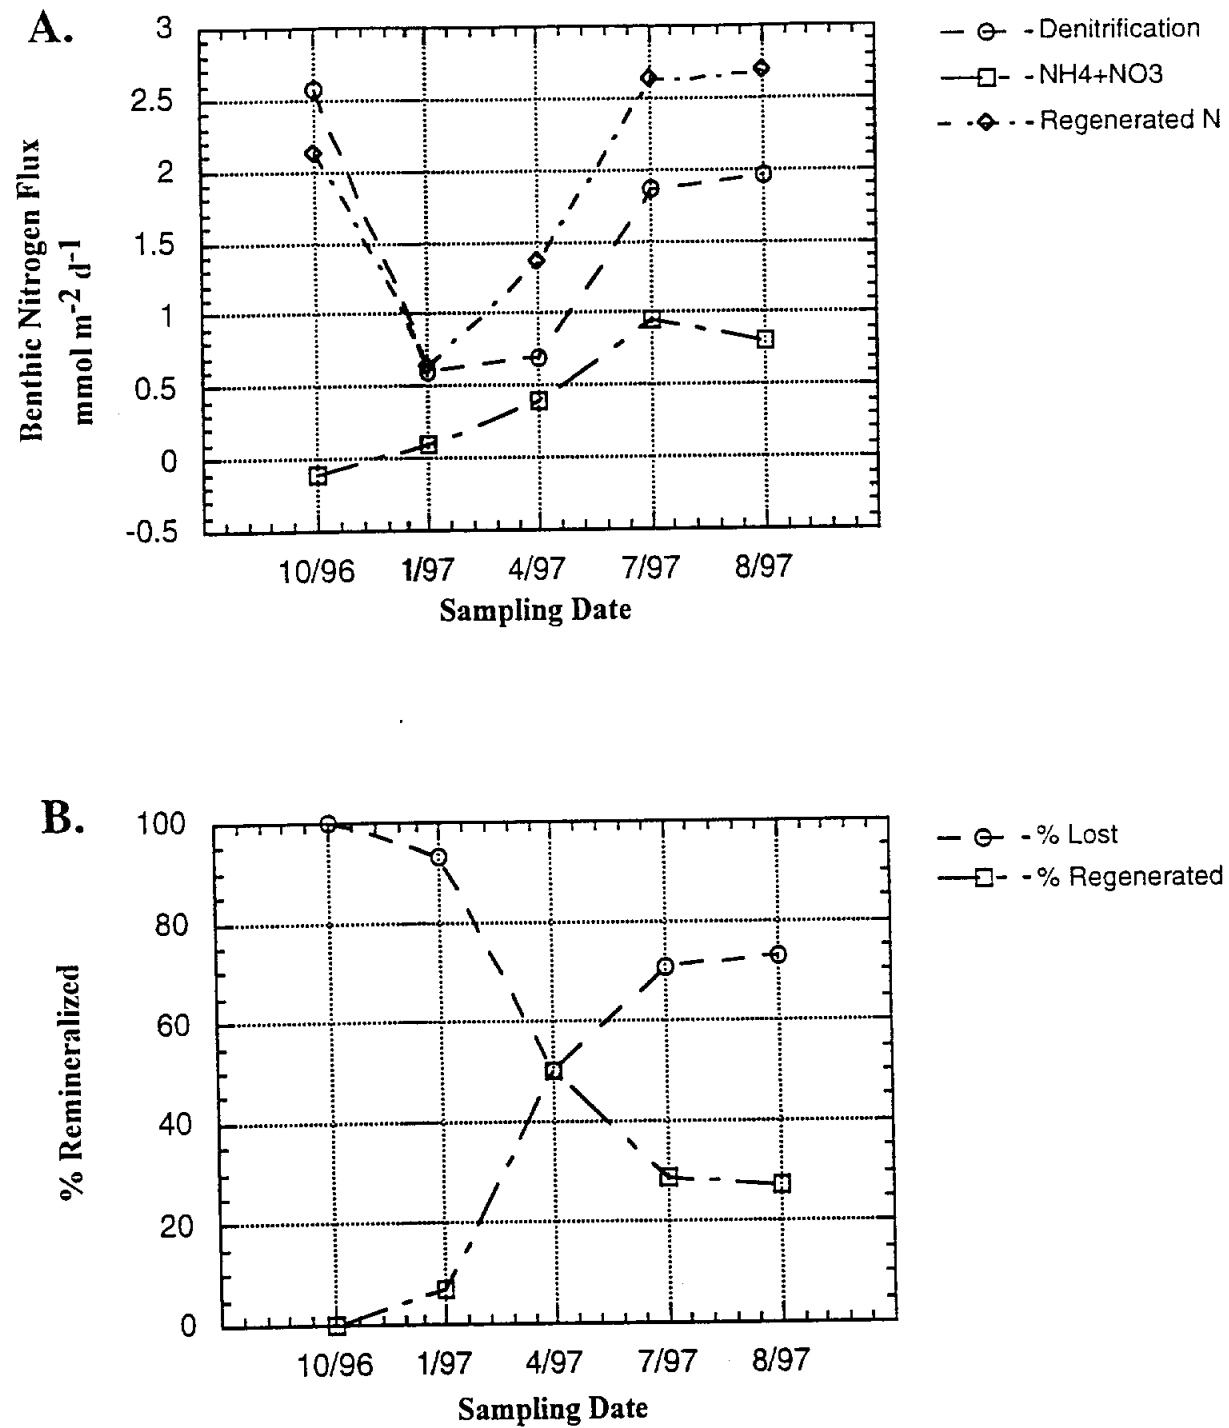 A.
3
2.5
2
1.5
1
0.5
0
-0.5
Benthic Nitrogen Flux
mmol m-2 d-1
10/96 1/97 4/97 7/97 8/97
Sampling Date
Denitrification
NH4+NO3
Regenerated N
B.
100
80
60
40
20
0
% Remineralized
10/96 1/97 4/97 7/97 8/97
Sampling Date
% Lost
% Regenerated